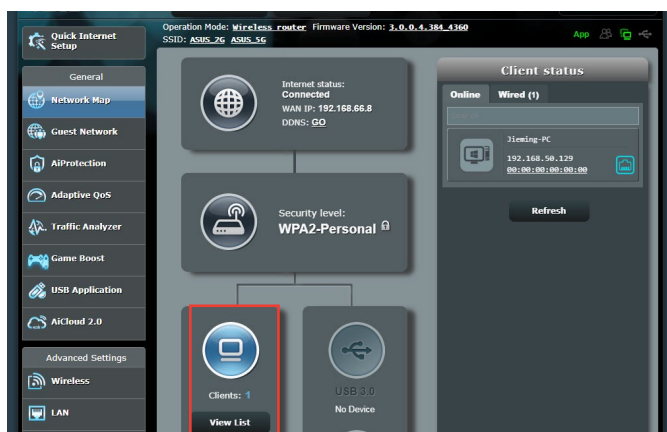 Quick Internet
Setup
Operation Mode: Wireless router Firmware Version: 3.0.0.4.384_4360
SSID: ASUS_2G ASUS_5G
App
General
Network Map
Guest Network
AiProtection
Adaptive QoS
Traffic Analyzer
Game Boost
USB Application
AiCloud 2.0
Advanced Settings
Wireless
LAN
Internet status:
Connected
WAN IP: 192.168.66.8
DDNS: GO
Security level:
WPA2-Personal
Clients: 1
View List
USB 3.0
No Device
Client status
Online Wired (1)
Jieming-PC
192.168.50.129
00:00:00:00:00:00
Refresh